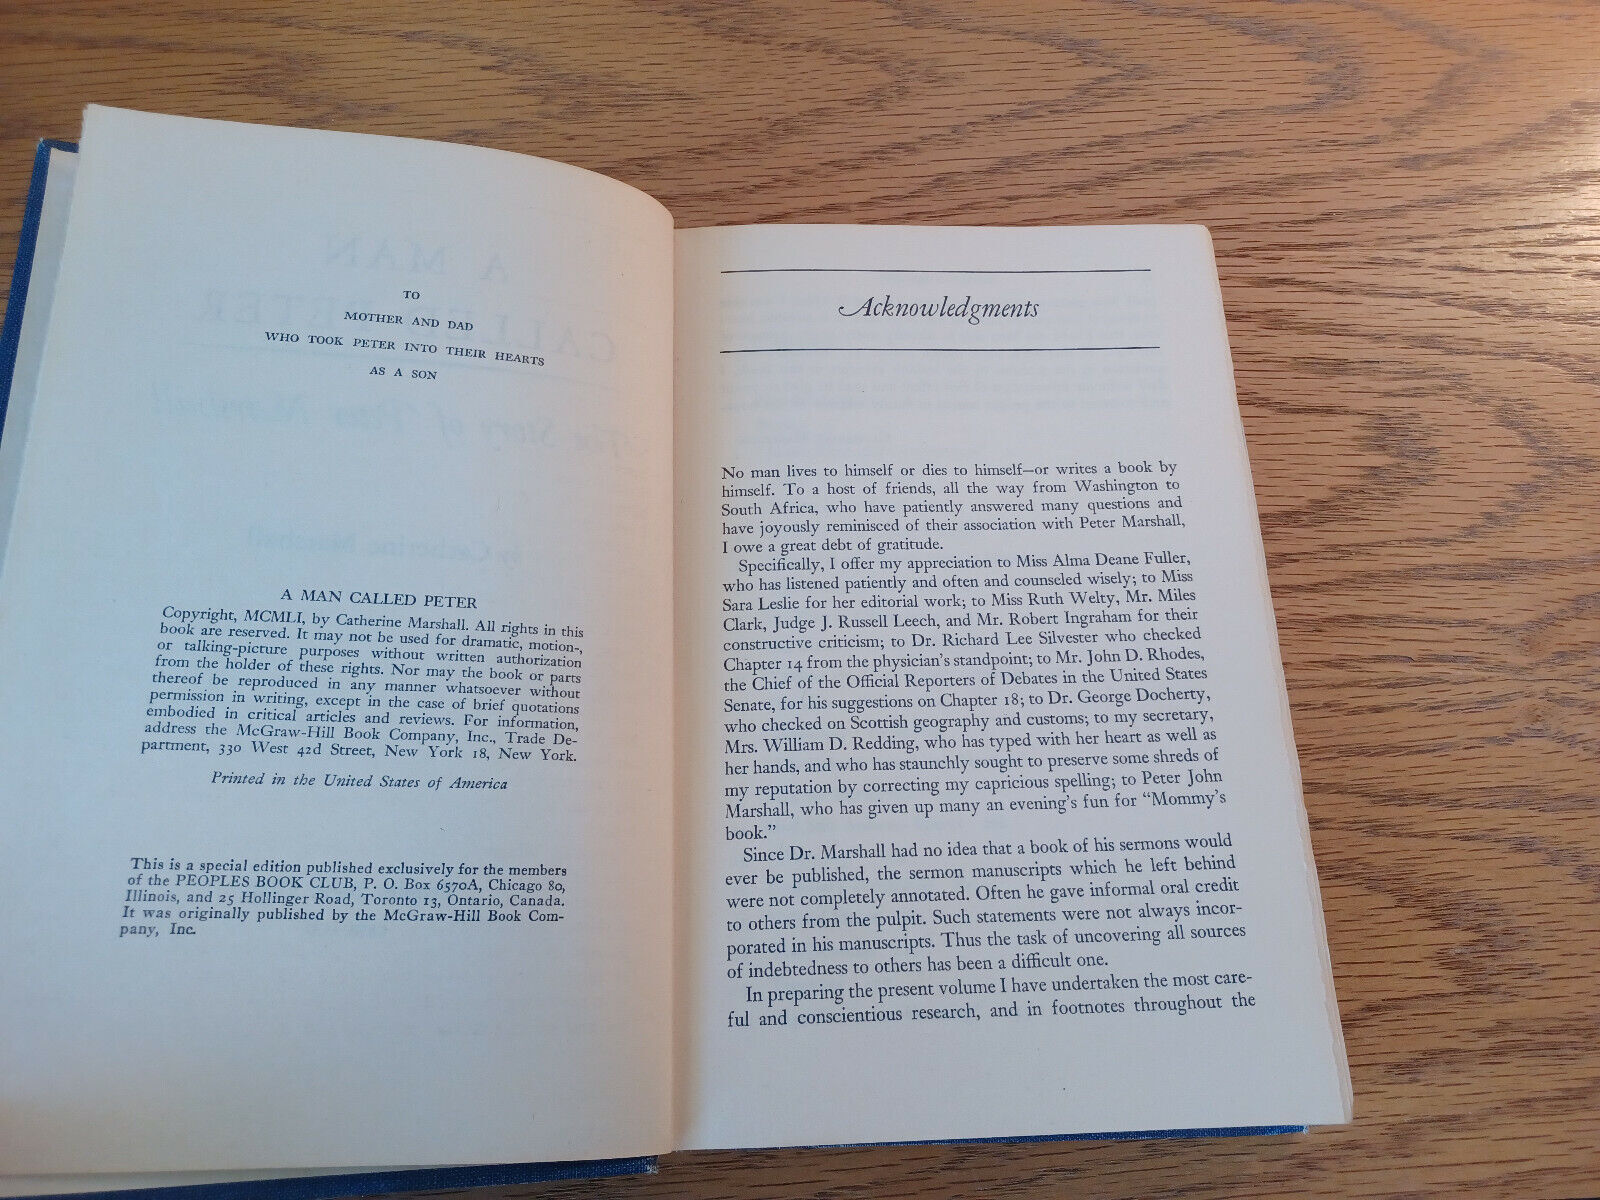 TO
MOTHER AND DAD
WHO TOOK PETER INTO THEIR HEARTS
AS A SON
A MAN CALLED PETER
Copyright, MCMLI, by Catherine Marshall. All rights in this
book are reserved. It may not be used for dramatic, motion-,
or talking-picture purposes without written authorization
from the holder of these rights. Nor may the book or parts
thereof be reproduced in any manner whatsoever without
permission in writing, except in the case of brief quotations
embodied in critical articles and reviews. For information,
address the McGraw-Hill Book Company, Inc., Trade De-
partment, 330 West 42d Street, New York 18, New York.
Printed in the United States of America
This is a special edition published exclusively for the members
of the PEOPLES BOOK CLUB, P. O. Box 6570A, Chicago 80,
Illinois, and 25 Hollinger Road, Toronto 13, Ontario, Canada.
It was originally published by the McGraw-Hill Book Com-
pany, Inc.
Acknowledgments
No man lives to himself or dies to himself—or writes a book by
himself. To a host of friends, all the way from Washington to
South Africa, who have patiently answered many questions and
have joyously reminisced of their association with Peter Marshall,
I owe a great debt of gratitude.
Specifically, I offer my appreciation to Miss Alma Deane Fuller,
who has listened patiently and often and counseled wisely; to Miss
Sara Leslie for her editorial work; to Miss Ruth Welty, Mr. Miles
Clark, Judge J. Russell Leech, and Mr. Robert Ingraham for their
constructive criticism; to Dr. Richard Lee Silvester who checked
Chapter 14 from the physician's standpoint; to Mr. John D. Rhodes,
the Chief of the Official Reporters of Debates in the United States
Senate, for his suggestions on Chapter 18; to Dr. George Docherty,
who checked on Scottish geography and customs; to my secretary,
Mrs. William D. Redding, who has typed with her heart as well as
her hands, and who has staunchly sought to preserve some shreds of
my reputation by correcting my capricious spelling; to Peter John
Marshall, who has given up many an evening's fun for "Mommy's
book."
Since Dr. Marshall had no idea that a book of his sermons would
ever be published, the sermon manuscripts which he left behind
were not completely annotated. Often he gave informal oral credit
to others from the pulpit. Such statements were not always incor-
porated in his manuscripts. Thus the task of uncovering all sources
of indebtedness to others has been a difficult one.
In preparing the present volume I have undertaken the most care-
ful and conscientious research, and in footnotes throughout the